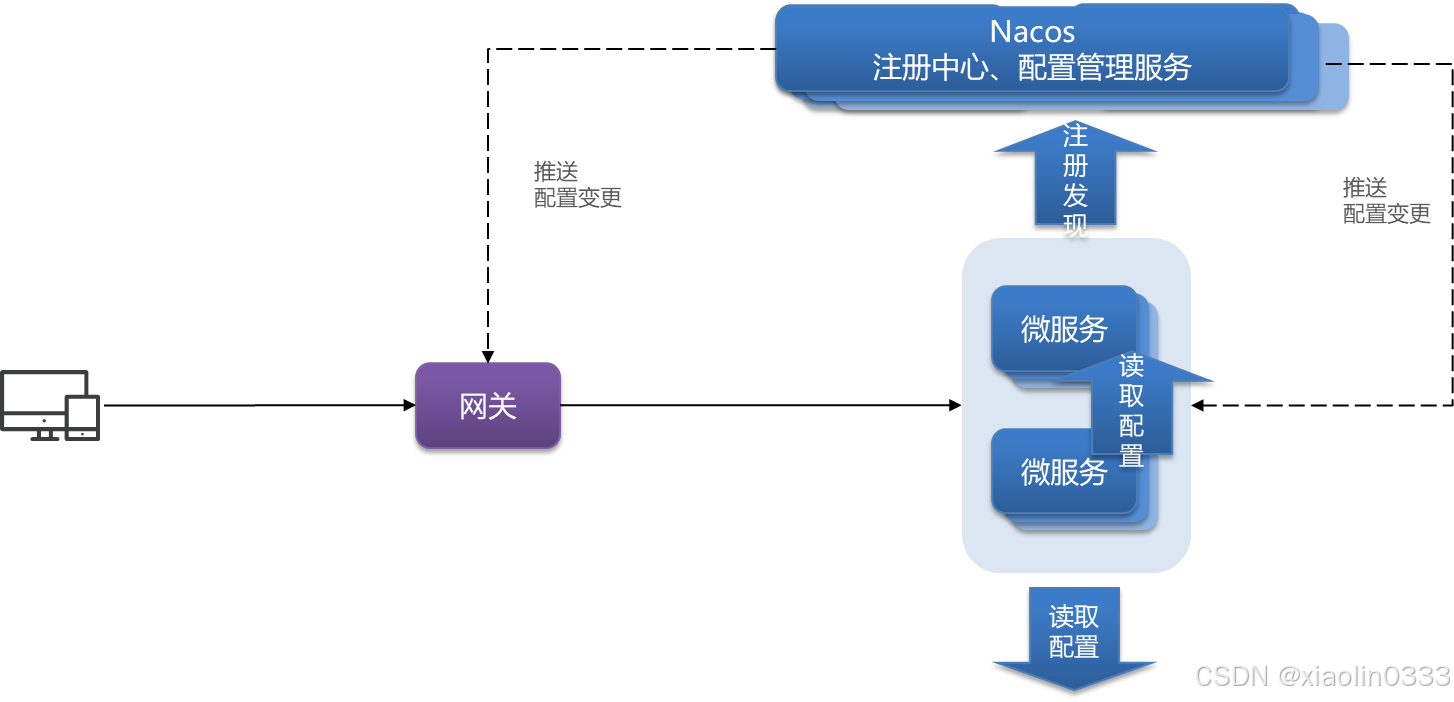 Nacos
注册中心、配置管理服务
注
册
发
现
推送
配置变更
推送
配置变更
微服务
读
取
配
置
网关
微服务
读取
配置
CSDN @xiaolin0333